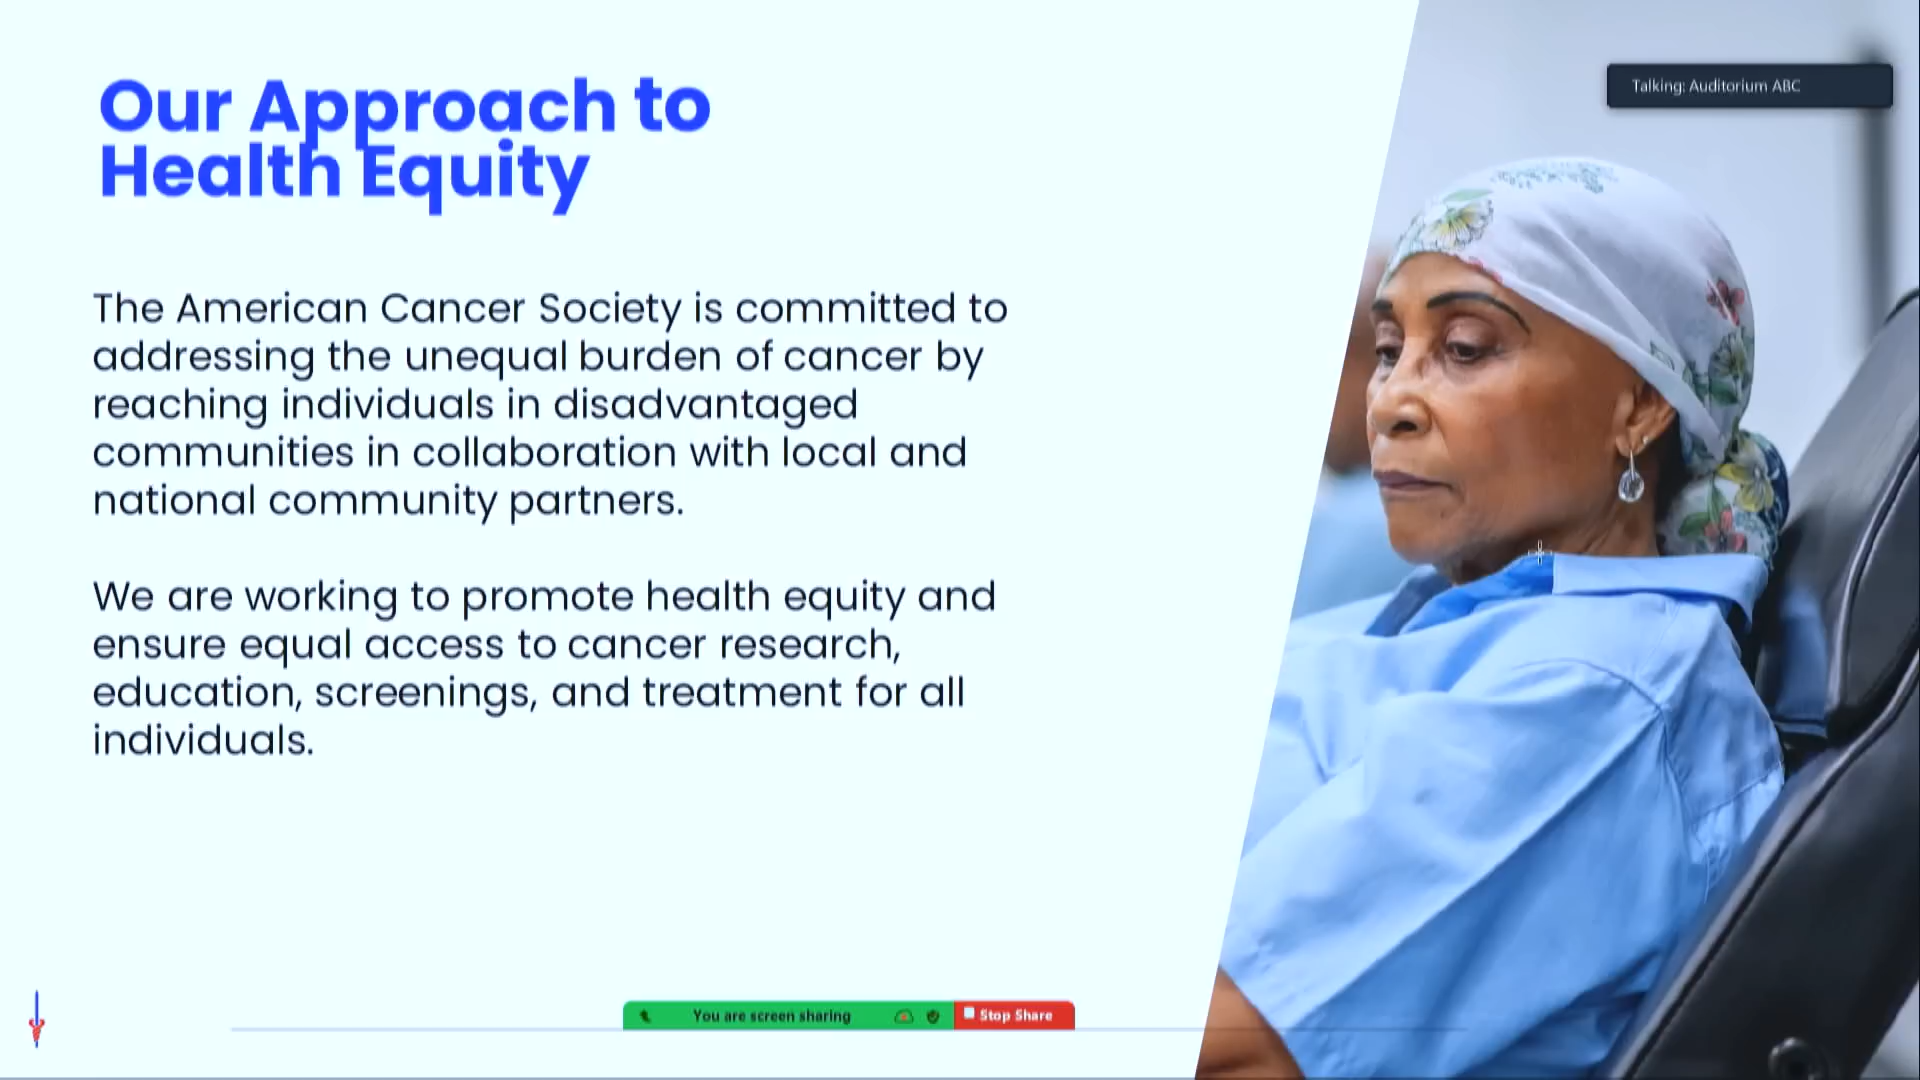 Our Approach to
Health Equity
Talking: Auditorium ABC
The American Cancer Society is committed to
addressing the unequal burden of cancer by
reaching individuals in disadvantaged
communities in collaboration with local and
national community partners.
We are working to promote health equity and
ensure equal access to cancer research,
education, screenings, and treatment for all
individuals.
You are screen sharing
Stop Share